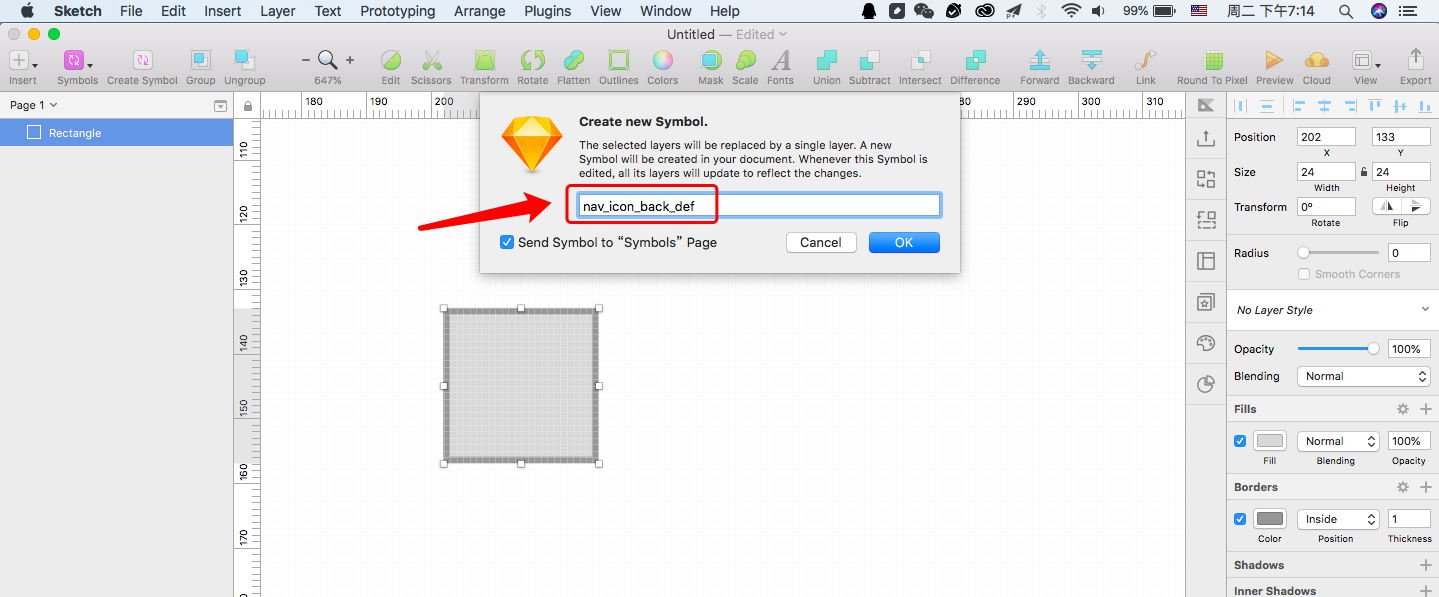 Sketch File Edit Insert Layer Text Prototyping Arrange Plugins View Window Help 99% 周二 下午7:14
Untitled — Edited
Insert Symbols Create Symbol Group Ungroup 647% Edit Scissors Transform Rotate Flatten Outlines Colors Mask Scale Fonts Union Subtract Intersect Difference Forward Backward Link Round To Pixel Preview Cloud View Export
Page 1
180 190 200 80 290 300 310
Rectangle
110
120
130
140
150
160
170
Create new Symbol.
The selected layers will be replaced by a single layer. A new
Symbol will be created in your document. Whenever this Symbol is
edited, all its layers will update to reflect the changes.
nav_icon_back_def
Send Symbol to “Symbols” Page
Cancel OK
Position 202 133
X Y
Size 24 24
Width Height
Transform 0º
Rotate Flip
Radius 0
Smooth Corners
No Layer Style
Opacity 100%
Blending Normal
Fills
Normal 100%
Fill Blending Opacity
Borders
Inside 1
Color Position Thickness
Shadows
Inner Shadows